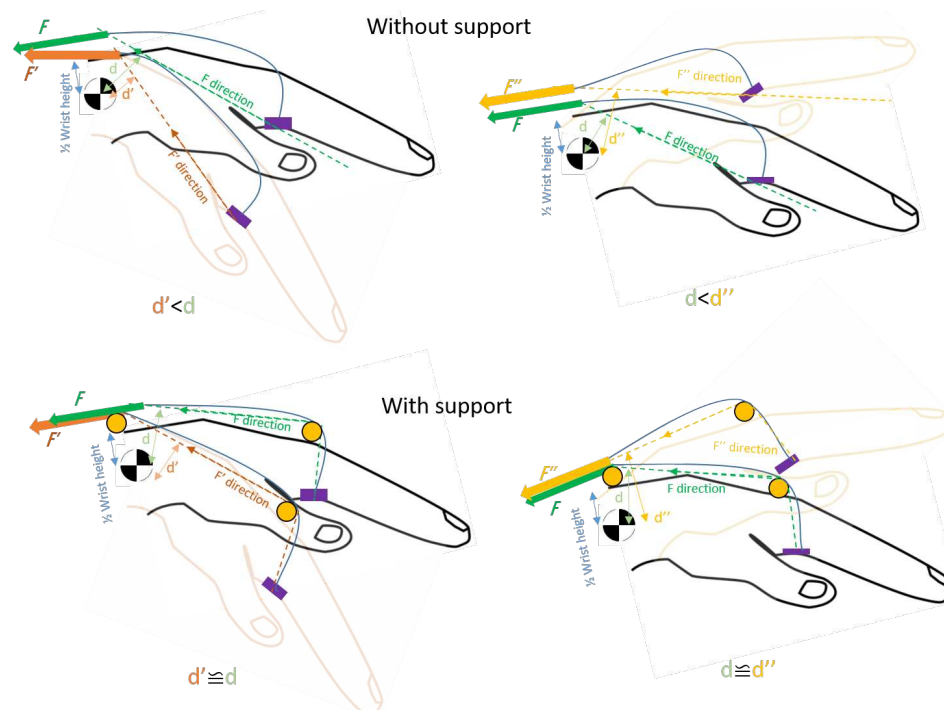 Without support
F
F'
½ Wrist height
d
d'
F direction
F' direction
d'<d
F''
F
½ Wrist height
d
d''
F'' direction
F direction
d<d''
With support
F
F'
½ Wrist height
d
d'
F direction
F' direction
d'≌d
F''
F
½ Wrist height
d
d''
F'' direction
F direction
d≌d''